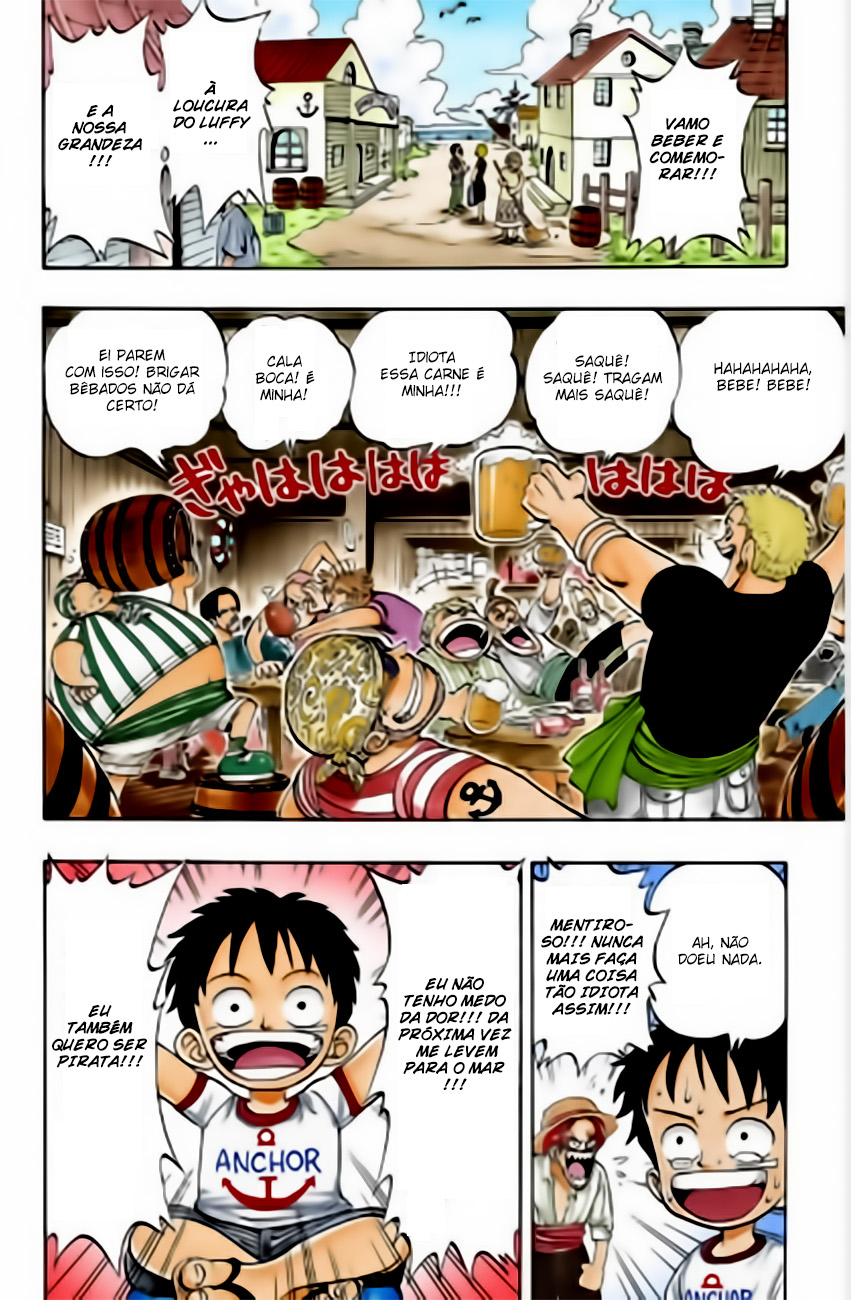 VAMO
BEBER E
COMEMO-
RAR!!!
À
LOUCURA
DO LUFFY
...
E A
NOSSA
GRANDEZA
!!!
HAHAHAHAHA,
BEBE! BEBE!
SAQUÊ!
SAQUÊ! TRAGAM
MAIS SAQUÊ!
IDIOTA
ESSA CARNE É
MINHA!!!
CALA
BOCA! É
MINHA!
EI PAREM
COM ISSO! BRIGAR
BÊBADOS NÃO DÁ
CERTO!
ぎゃはははは
ははは
AH, NÃO
DOEU NADA.
MENTIRO-
SO!!! NUNCA
MAIS FAÇA
UMA COISA
TÃO IDIOTA
ASSIM!!!
ANCHOR
EU NÃO
TENHO MEDO
DA DOR!!! DA
PRÓXIMA VEZ
ME LEVEM
PARA O MAR
!!!
EU
TAMBÉM
QUERO SER
PIRATA!!!
ANCHOR